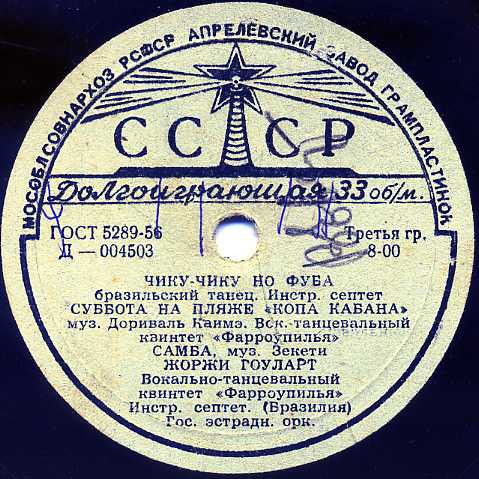 МОСОБЛСОВНАРХОЗ РСФСР АПРЕЛЕВСКИЙ ЗАВОД ГРАМПЛАСТИНОК
СССР
Долгоиграющая 33 об/м.
ГОСТ 5289-56
Д — 004503
Третья гр.
8-00
ЧИКУ-ЧИКУ НО ФУБА
бразильский танец. Инстр. септет
СУББОТА НА ПЛЯЖЕ «КОПА КАБАНА»
муз. Дориваль Каимэ. Вок.-танцевальный
квинтет «Фарроупилья»
САМБА, муз. Зекети
ЖОРЖИ ГОУЛАРТ
Вокально-танцевальный
квинтет «Фарроупилья»
Инстр. септет. (Бразилия)
Гос. эстрадн. орк.